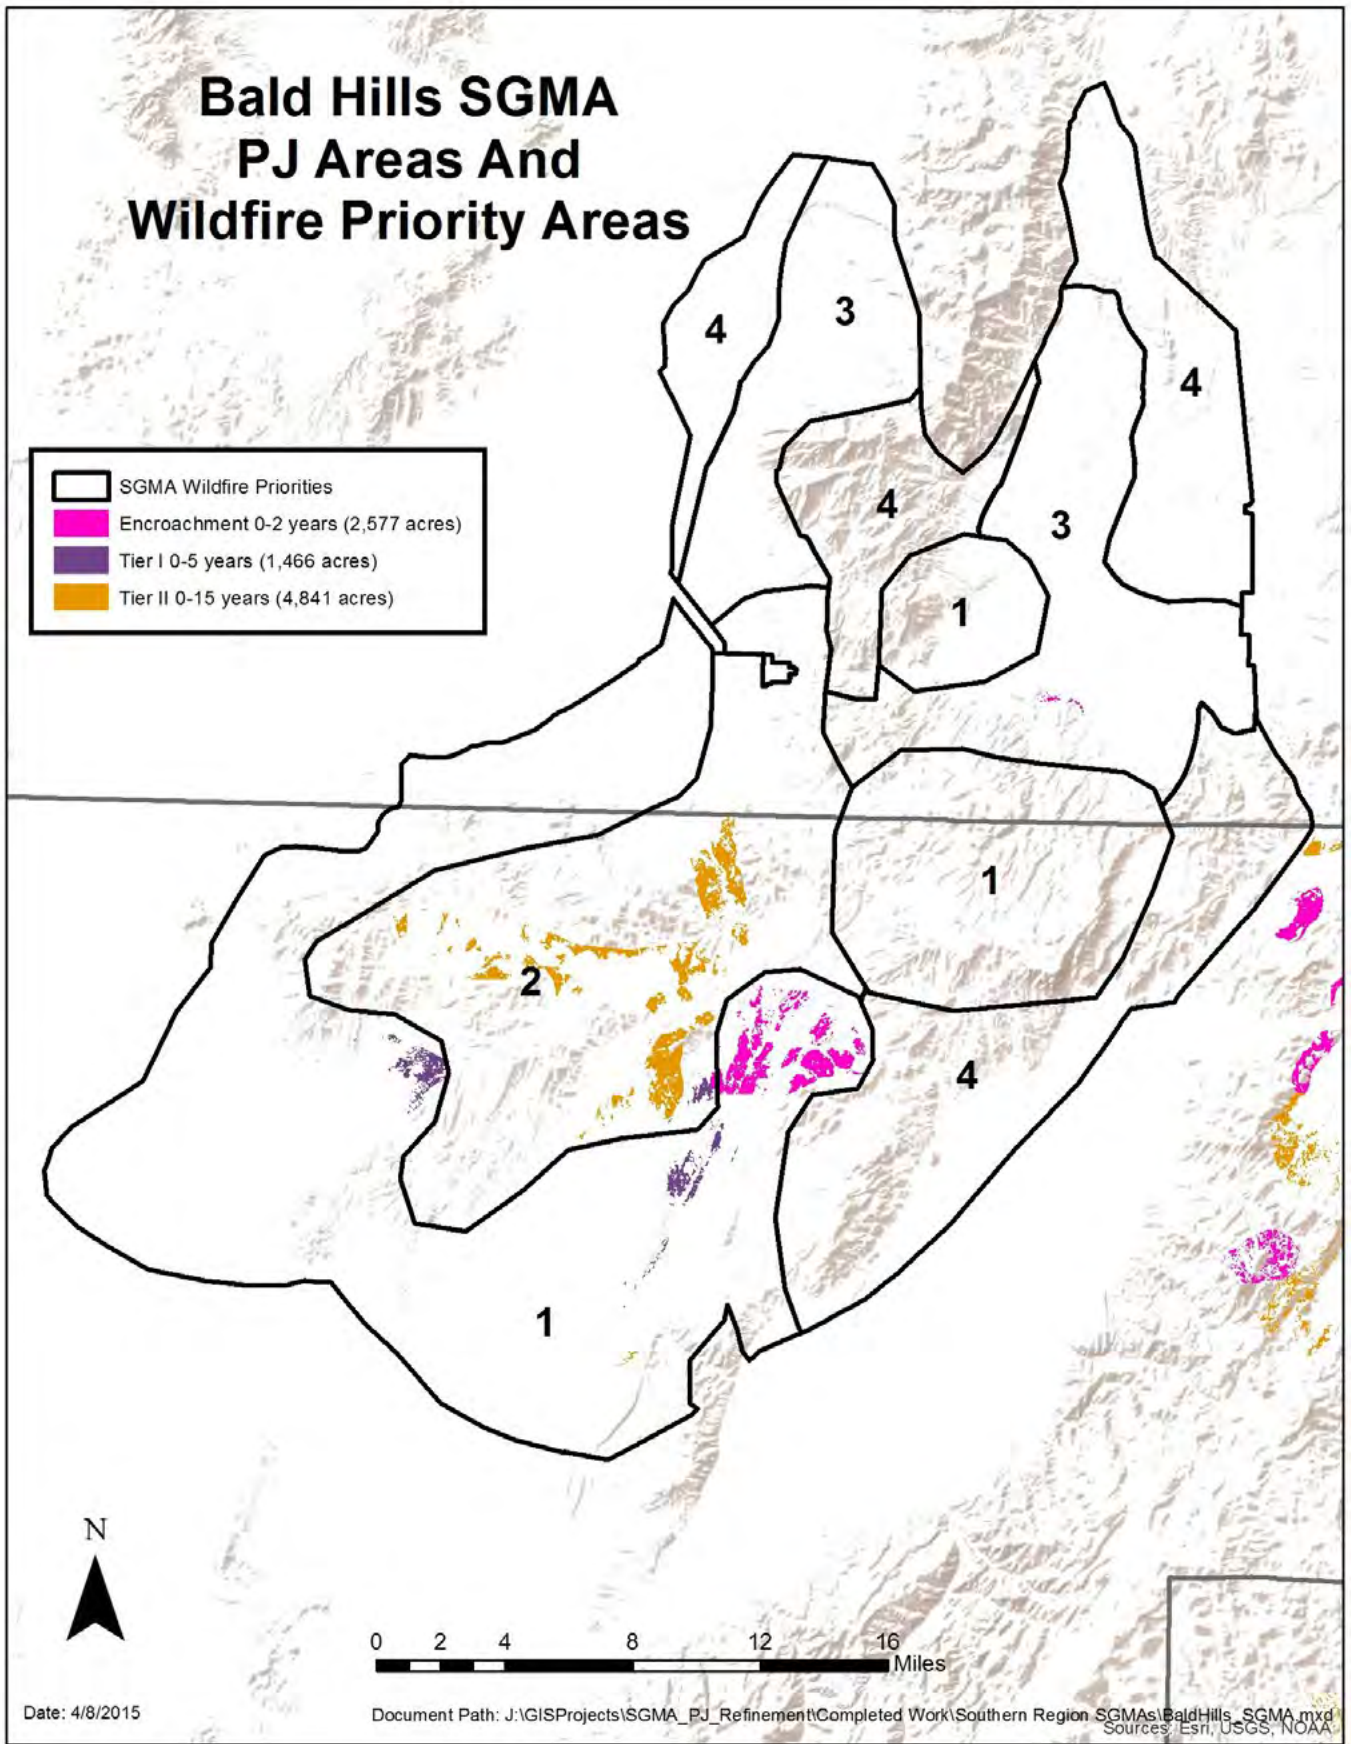 Bald Hills SGMA
PJ Areas And
Wildfire Priority Areas
4
3
4
SGMA Wildfire Priorities
Encroachment 0-2 years (2,577 acres)
Tier I 0-5 years (1,466 acres)
Tier II 0-15 years (4,841 acres)
4
3
1
1
2
4
1
N
0 2 4 8 12 16
Miles
Date: 4/8/2015
Document Path: J:\GISProjects\SGMA_PJ_Refinement\Completed Work\Southern Region SGMAs\BaldHills_SGMA.mxd
Sources: Esri, USGS, NOAA